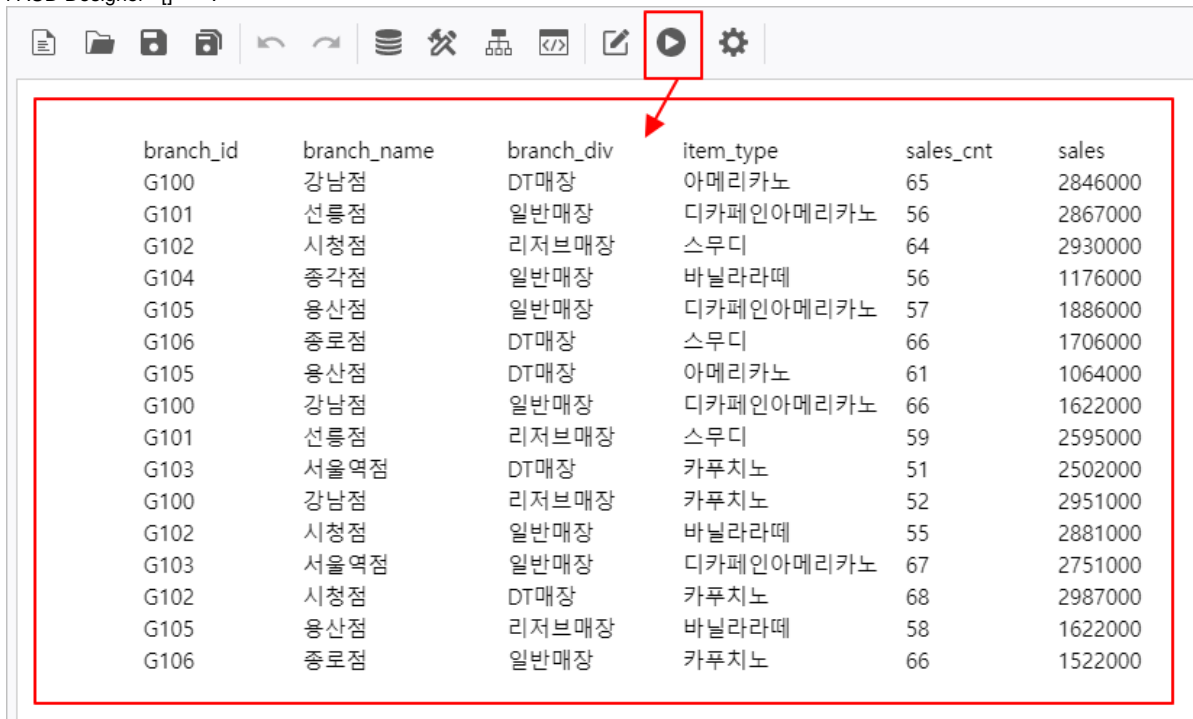 branch_id branch_name branch_div item_type sales_cnt sales
G100 강남점 DT매장 아메리카노 65 2846000
G101 선릉점 일반매장 디카페인아메리카노 56 2867000
G102 시청점 리저브매장 스무디 64 2930000
G104 종각점 일반매장 바닐라라떼 56 1176000
G105 용산점 일반매장 디카페인아메리카노 57 1886000
G106 종로점 DT매장 스무디 66 1706000
G105 용산점 DT매장 아메리카노 61 1064000
G100 강남점 일반매장 디카페인아메리카노 66 1622000
G101 선릉점 리저브매장 스무디 59 2595000
G103 서울역점 DT매장 카푸치노 51 2502000
G100 강남점 리저브매장 카푸치노 52 2951000
G102 시청점 일반매장 바닐라라떼 55 2881000
G103 서울역점 일반매장 디카페인아메리카노 67 2751000
G102 시청점 DT매장 카푸치노 68 2987000
G105 용산점 리저브매장 바닐라라떼 58 1622000
G106 종로점 일반매장 카푸치노 66 1522000